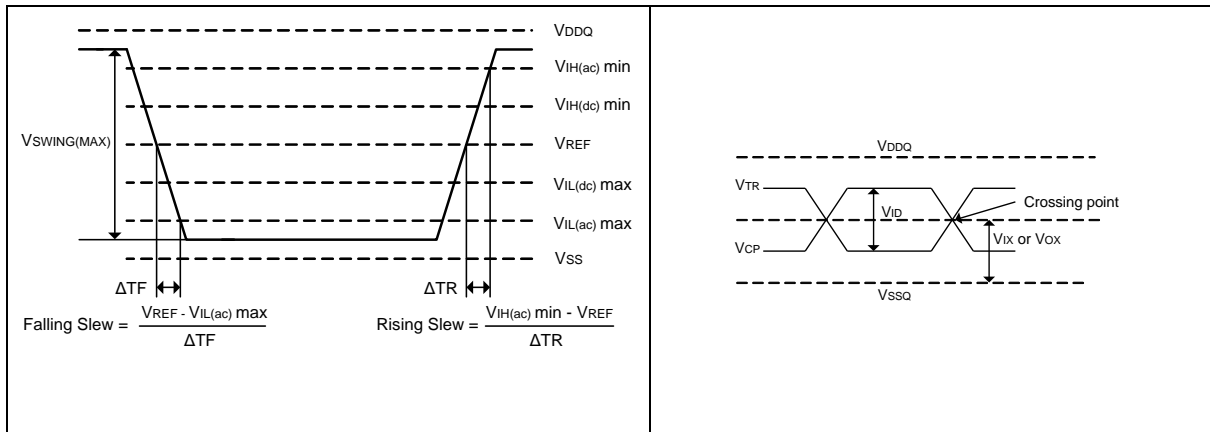 VDDQ
VIH(ac) min
VIH(dc) min
VSWING(MAX)
VREF
VIL(dc) max
VIL(ac) max
VSS
ΔTF
ΔTR
Falling Slew = VREF - VIL(ac) max
ΔTF
Rising Slew = VIH(ac) min - VREF
ΔTR
VDDQ
VTR
VID
Crossing point
VCP
VIX or VOX
VSSQ